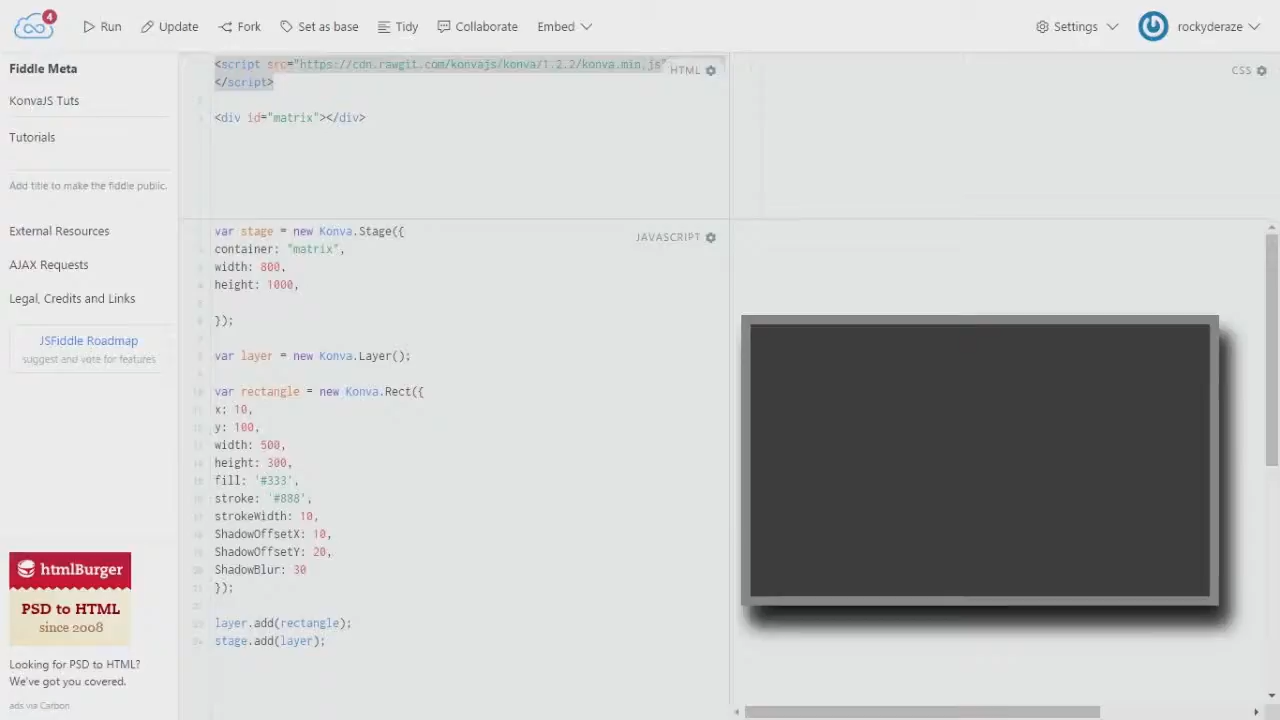 4
Run
Update
Fork
Set as base
Tidy
Collaborate
Embed
Settings
rockyderaze
Fiddle Meta
KonvaJS Tuts
Tutorials
Add title to make the fiddle public.
External Resources
AJAX Requests
Legal, Credits and Links
JSFiddle Roadmap
suggest and vote for features
htmlBurger
PSD to HTML
since 2008
Looking for PSD to HTML?
We've got you covered.
ads via Carbon
<script src="https://cdn.rawgit.com/konvajs/konva/1.2.2/konva.min.js"
</script>
<div id="matrix"></div>
HTML
CSS
JAVASCRIPT
var stage = new Konva.Stage({
container: "matrix",
width: 800,
height: 1000,
});
var layer = new Konva.Layer();
var rectangle = new Konva.Rect({
x: 10,
y: 100,
width: 500,
height: 300,
fill: '#333',
stroke: '#888',
strokeWidth: 10,
ShadowOffsetX: 10,
ShadowOffsetY: 20,
ShadowBlur: 30
});
layer.add(rectangle);
stage.add(layer);